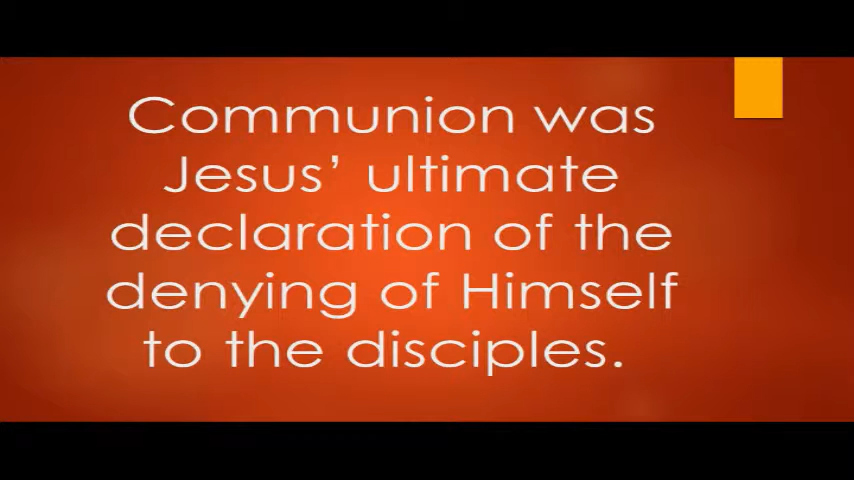 Communion was
Jesus’ ultimate
declaration of the
denying of Himself
to the disciples.